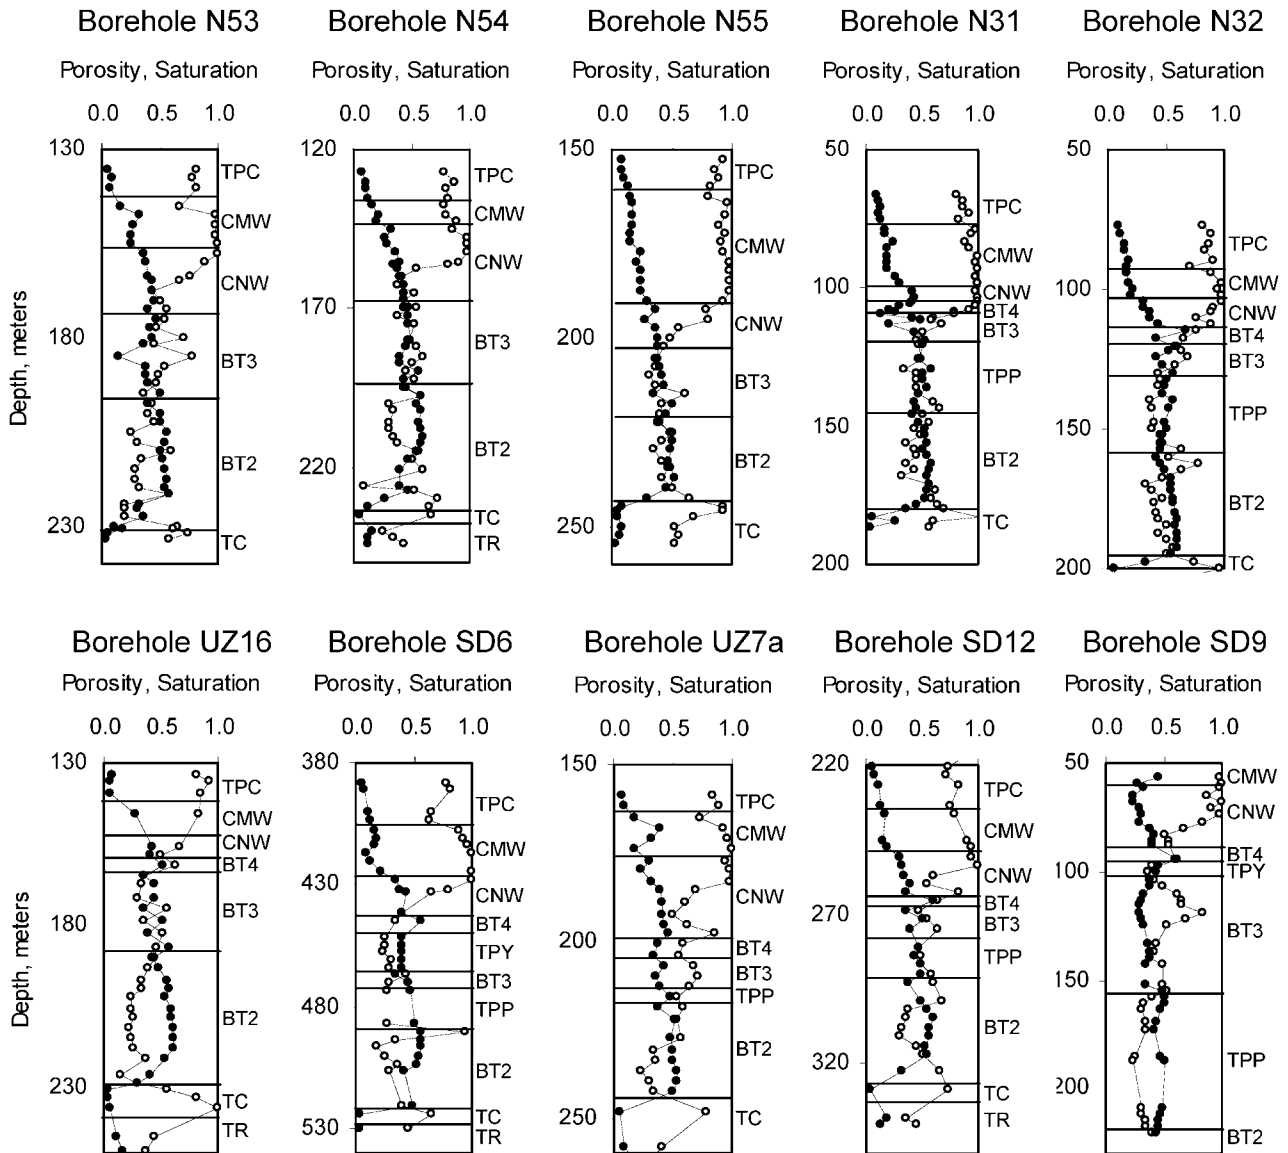 Borehole N53 Borehole N54 Borehole N55 Borehole N31 Borehole N32
Porosity, Saturation Porosity, Saturation Porosity, Saturation Porosity, Saturation Porosity, Saturation
0.0 0.5 1.0 0.0 0.5 1.0 0.0 0.5 1.0 0.0 0.5 1.0 0.0 0.5 1.0
Depth, meters
130
180
230
TPC
CMW
CNW
BT3
BT2
TC
120
170
220
TPC
CMW
CNW
BT3
BT2
TC
TR
150
200
250
TPC
CMW
CNW
BT3
BT2
TC
50
100
150
200
TPC
CMW
CNW
BT4
BT3
TPP
BT2
TC
50
100
150
200
TPC
CMW
CNW
BT4
BT3
TPP
BT2
TC
Borehole UZ16 Borehole SD6 Borehole UZ7a Borehole SD12 Borehole SD9
Porosity, Saturation Porosity, Saturation Porosity, Saturation Porosity, Saturation Porosity, Saturation
0.0 0.5 1.0 0.0 0.5 1.0 0.0 0.5 1.0 0.0 0.5 1.0 0.0 0.5 1.0
Depth, meters
130
180
230
TPC
CMW
CNW
BT4
BT3
BT2
TC
TR
380
430
480
530
TPC
CMW
CNW
BT4
TPY
BT3
TPP
BT2
TC
TR
150
200
250
TPC
CMW
CNW
BT4
BT3
TPP
BT2
TC
220
270
320
TPC
CMW
CNW
BT4
BT3
TPP
BT2
TC
TR
50
100
150
200
CMW
CNW
BT4
TPY
BT3
TPP
BT2